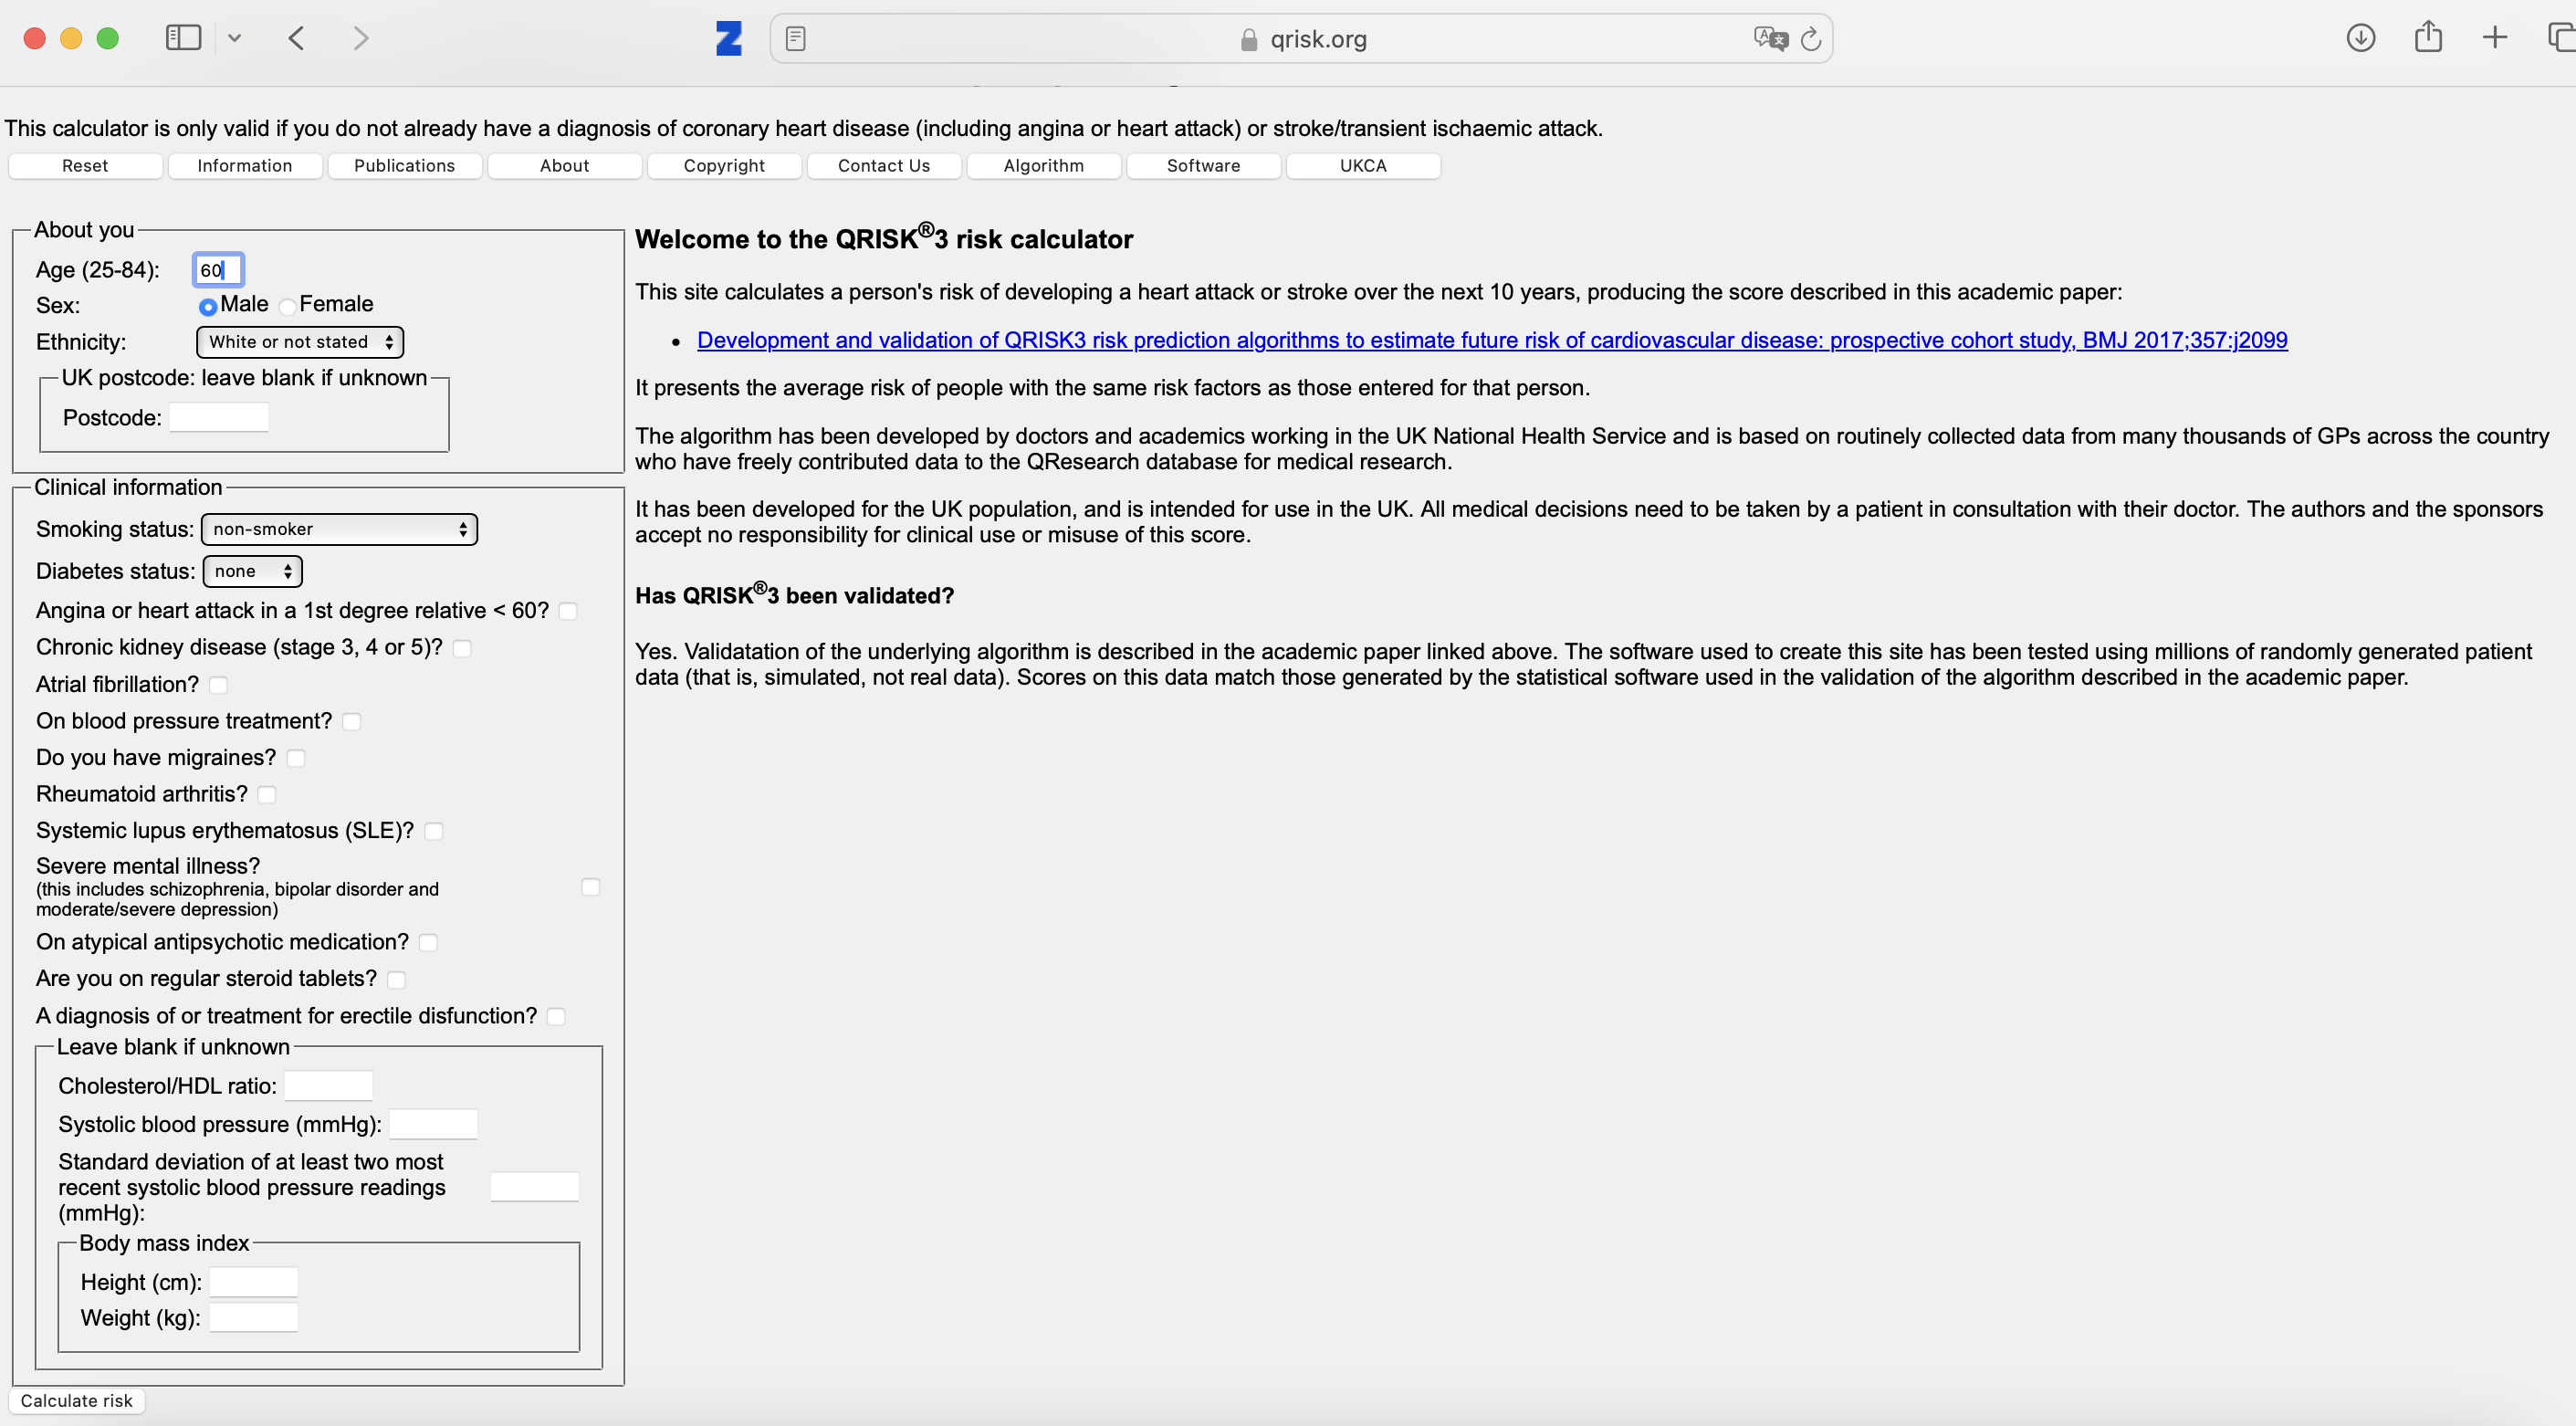 qrisk.org
This calculator is only valid if you do not already have a diagnosis of coronary heart disease (including angina or heart attack) or stroke/transient ischaemic attack.
Reset Information Publications About Copyright Contact Us Algorithm Software UKCA
About you
Age (25-84): 60
Sex: Male Female
Ethnicity: White or not stated
UK postcode: leave blank if unknown
Postcode:
Clinical information
Smoking status: non-smoker
Diabetes status: none
Angina or heart attack in a 1st degree relative < 60?
Chronic kidney disease (stage 3, 4 or 5)?
Atrial fibrillation?
On blood pressure treatment?
Do you have migraines?
Rheumatoid arthritis?
Systemic lupus erythematosus (SLE)?
Severe mental illness?
(this includes schizophrenia, bipolar disorder and
moderate/severe depression)
On atypical antipsychotic medication?
Are you on regular steroid tablets?
A diagnosis of or treatment for erectile disfunction?
Leave blank if unknown
Cholesterol/HDL ratio:
Systolic blood pressure (mmHg):
Standard deviation of at least two most
recent systolic blood pressure readings
(mmHg):
Body mass index
Height (cm):
Weight (kg):
Calculate risk
Welcome to the QRISK®3 risk calculator
This site calculates a person's risk of developing a heart attack or stroke over the next 10 years, producing the score described in this academic paper:
• Development and validation of QRISK3 risk prediction algorithms to estimate future risk of cardiovascular disease: prospective cohort study, BMJ 2017;357:j2099
It presents the average risk of people with the same risk factors as those entered for that person.
The algorithm has been developed by doctors and academics working in the UK National Health Service and is based on routinely collected data from many thousands of GPs across the country
who have freely contributed data to the QResearch database for medical research.
It has been developed for the UK population, and is intended for use in the UK. All medical decisions need to be taken by a patient in consultation with their doctor. The authors and the sponsors
accept no responsibility for clinical use or misuse of this score.
Has QRISK®3 been validated?
Yes. Validatation of the underlying algorithm is described in the academic paper linked above. The software used to create this site has been tested using millions of randomly generated patient
data (that is, simulated, not real data). Scores on this data match those generated by the statistical software used in the validation of the algorithm described in the academic paper.